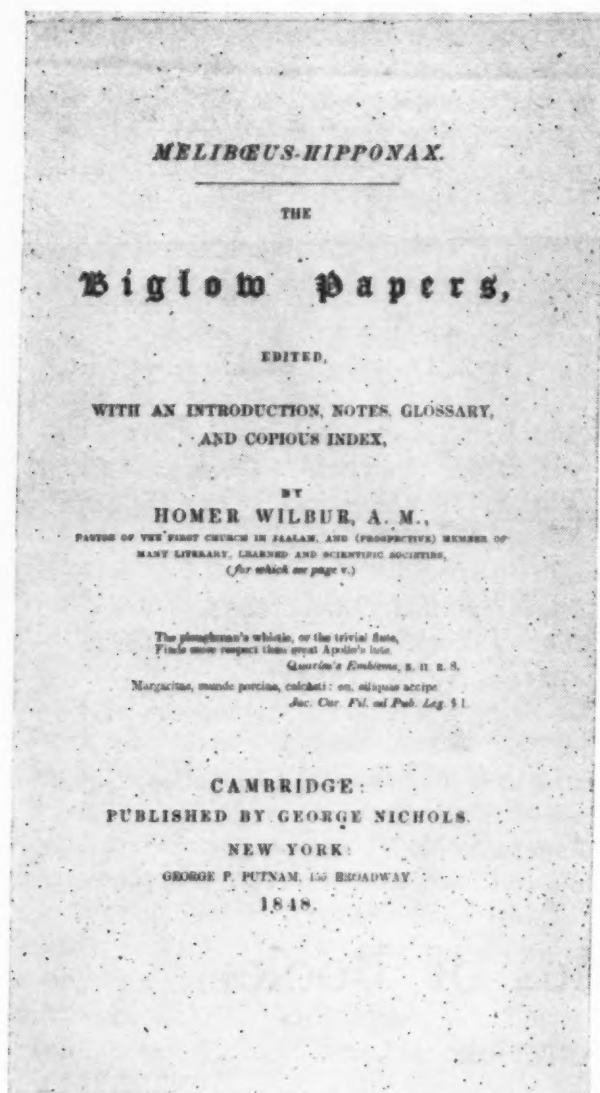 MELIBŒUS-HIPPONAX.
THE
Biglow Papers,
EDITED,
WITH AN INTRODUCTION, NOTES, GLOSSARY,
AND COPIOUS INDEX,
BY
HOMER WILBUR, A. M.,
PASTOR OF THE FIRST CHURCH IN JAALAM, AND (PROSPECTIVE) MEMBER OF
MANY LITERARY, LEARNED AND SCIENTIFIC SOCIETIES,
(for which see page v.)
The ploughman's whistle, or the trivial flute,
Finds more respect than great Apollo's lute.
Quarles's Emblems, B. II. E. 8.
Margaritas, munde porcine, calcâsti: en, siliquas accipe.
Jac. Car. Fil. ad Pub. Leg. § 1.
CAMBRIDGE:
PUBLISHED BY GEORGE NICHOLS.
NEW YORK:
GEORGE P. PUTNAM, 155 BROADWAY.
1848.